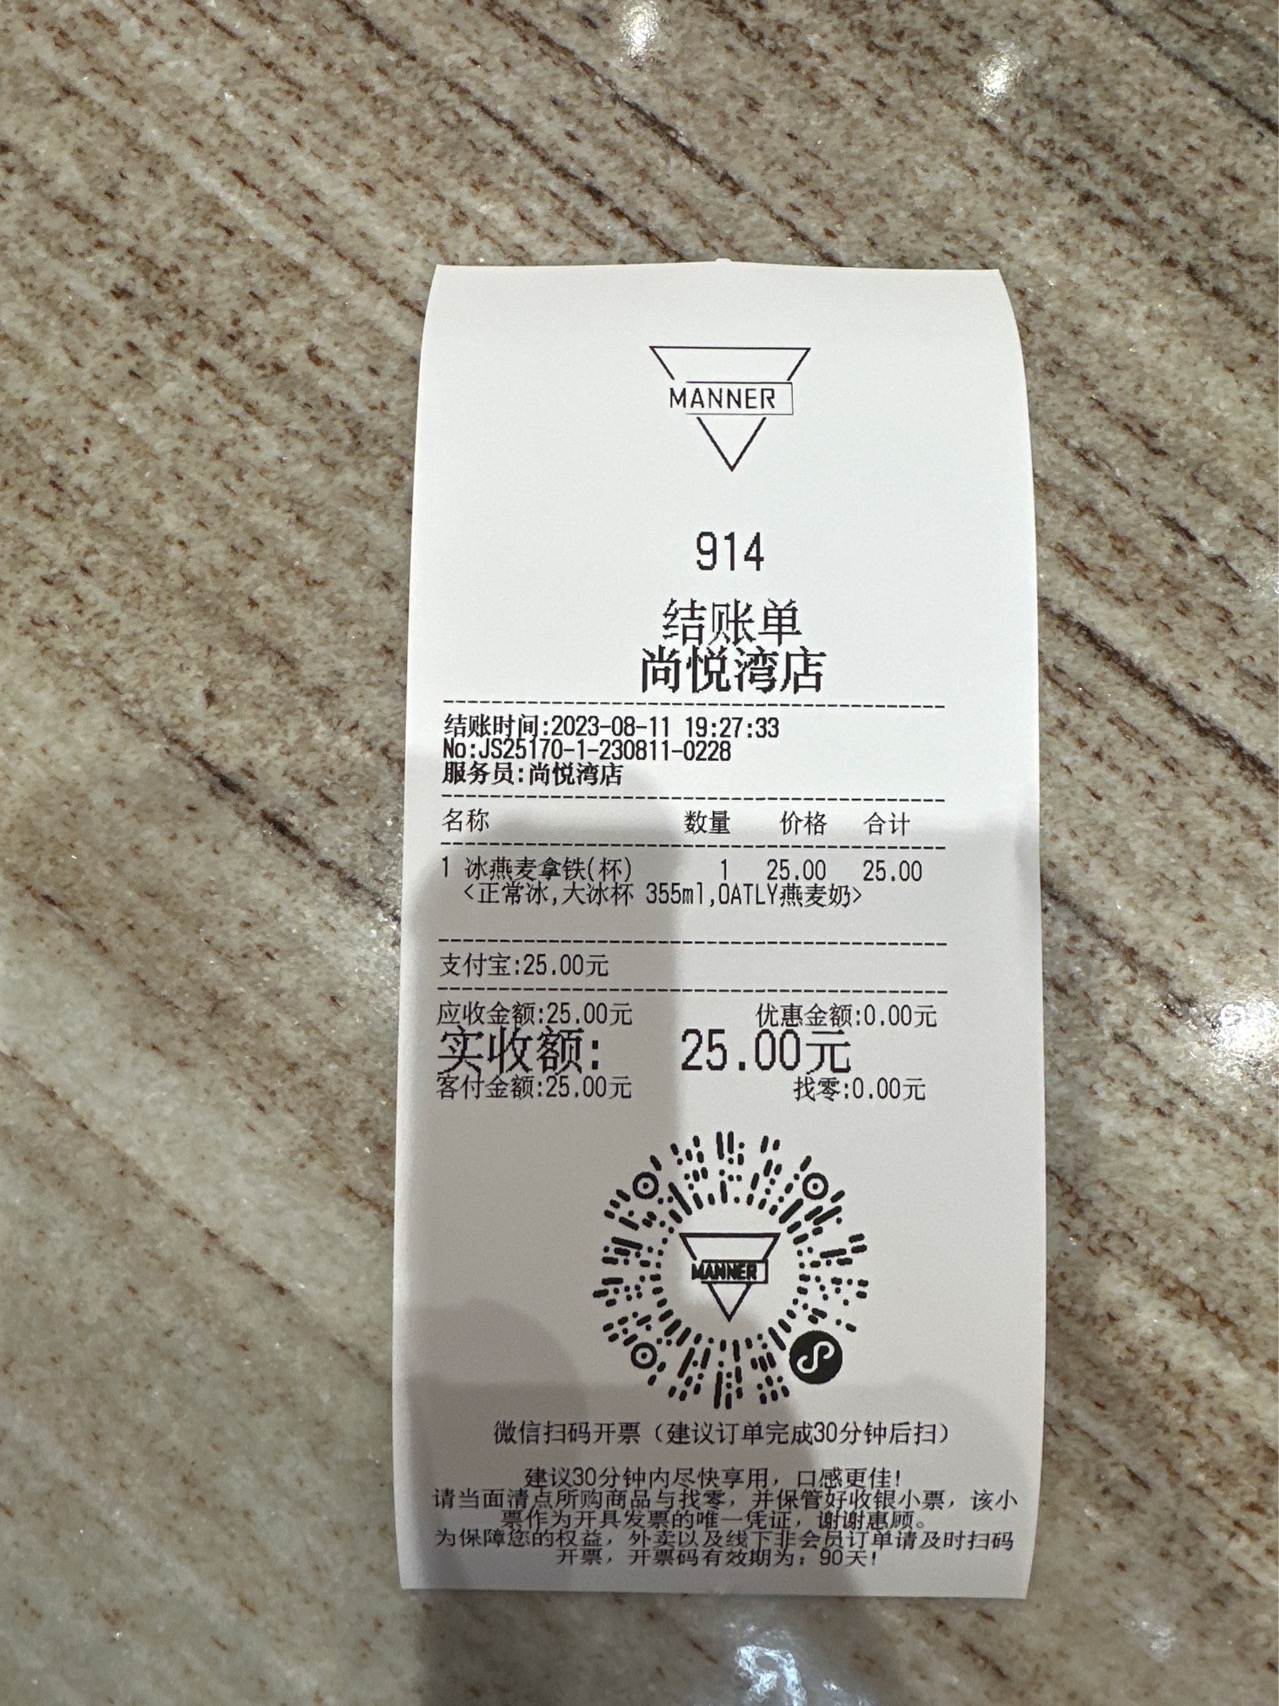 MANNER
914
结账单
尚悦湾店
结账时间:2023-08-11 19:27:33
No:JS25170-1-230811-0228
服务员:尚悦湾店
名称 数量 价格 合计
1 冰燕麦拿铁(杯) 1 25.00 25.00
<正常冰,大冰杯 355ml,OATLY燕麦奶>
支付宝:25.00元
应收金额:25.00元 优惠金额:0.00元
实收额: 25.00元
客付金额:25.00元 找零:0.00元
MANNER
微信扫码开票（建议订单完成30分钟后扫）
建议30分钟内尽快享用，口感更佳!
请当面清点所购商品与找零，并保管好收银小票，该小
票作为开具发票的唯一凭证，谢谢惠顾。
为保障您的权益，外卖以及线下非会员订单请及时扫码
开票，开票码有效期为：90天!